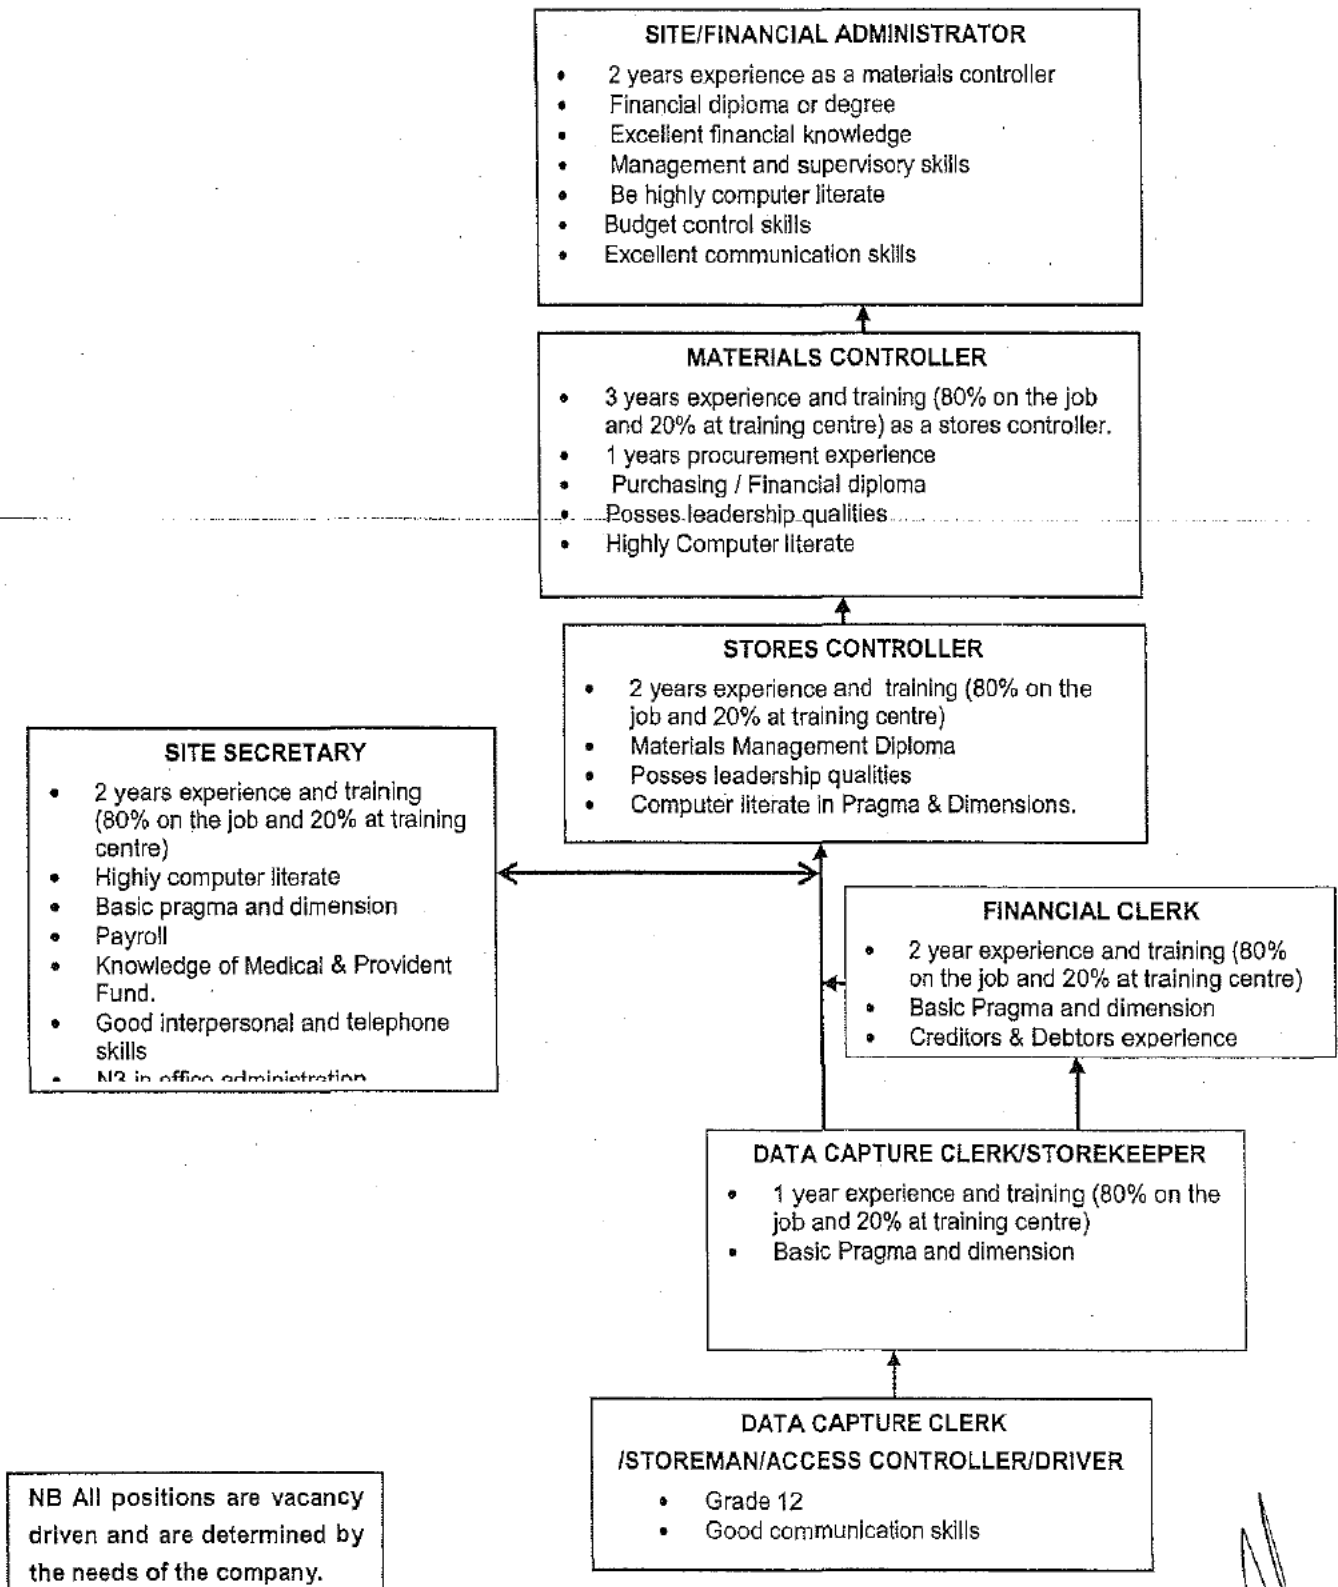 SITE/FINANCIAL ADMINISTRATOR
• 2 years experience as a materials controller
• Financial diploma or degree
• Excellent financial knowledge
• Management and supervisory skills
• Be highly computer literate
• Budget control skills
• Excellent communication skills
MATERIALS CONTROLLER
• 3 years experience and training (80% on the job
and 20% at training centre) as a stores controller.
• 1 years procurement experience
• Purchasing / Financial diploma
• Posses leadership qualities
• Highly Computer literate
STORES CONTROLLER
• 2 years experience and training (80% on the
job and 20% at training centre)
• Materials Management Diploma
• Posses leadership qualities
• Computer literate in Pragma & Dimensions.
SITE SECRETARY
• 2 years experience and training
(80% on the job and 20% at training
centre)
• Highly computer literate
• Basic pragma and dimension
• Payroll
• Knowledge of Medical & Provident
Fund.
• Good interpersonal and telephone
skills
• N3 in office administration
FINANCIAL CLERK
• 2 year experience and training (80%
on the job and 20% at training centre)
• Basic Pragma and dimension
• Creditors & Debtors experience
DATA CAPTURE CLERK/STOREKEEPER
• 1 year experience and training (80% on the
job and 20% at training centre)
• Basic Pragma and dimension
DATA CAPTURE CLERK
/STOREMAN/ACCESS CONTROLLER/DRIVER
• Grade 12
• Good communication skills
NB All positions are vacancy
driven and are determined by
the needs of the company.